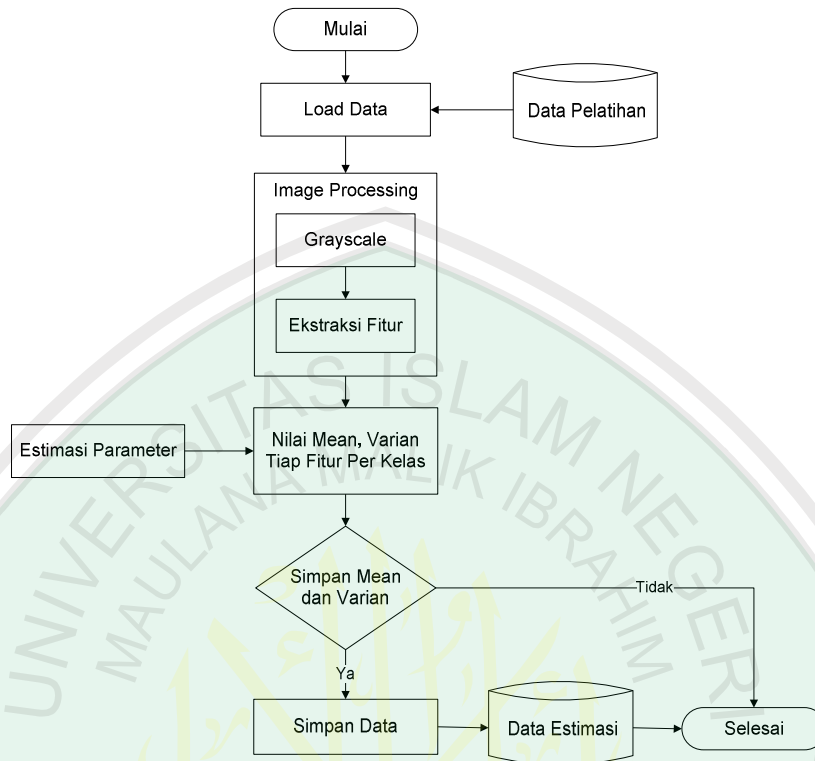 Mulai
Load Data
Data Pelatihan
Image Processing
Grayscale
Ekstraksi Fitur
Estimasi Parameter
Nilai Mean, Varian
Tiap Fitur Per Kelas
Simpan Mean
dan Varian
Tidak
Ya
Simpan Data
Data Estimasi
Selesai
UNIVERSITAS ISLAM NEGERI
MAULANA MALIK IBRAHIM